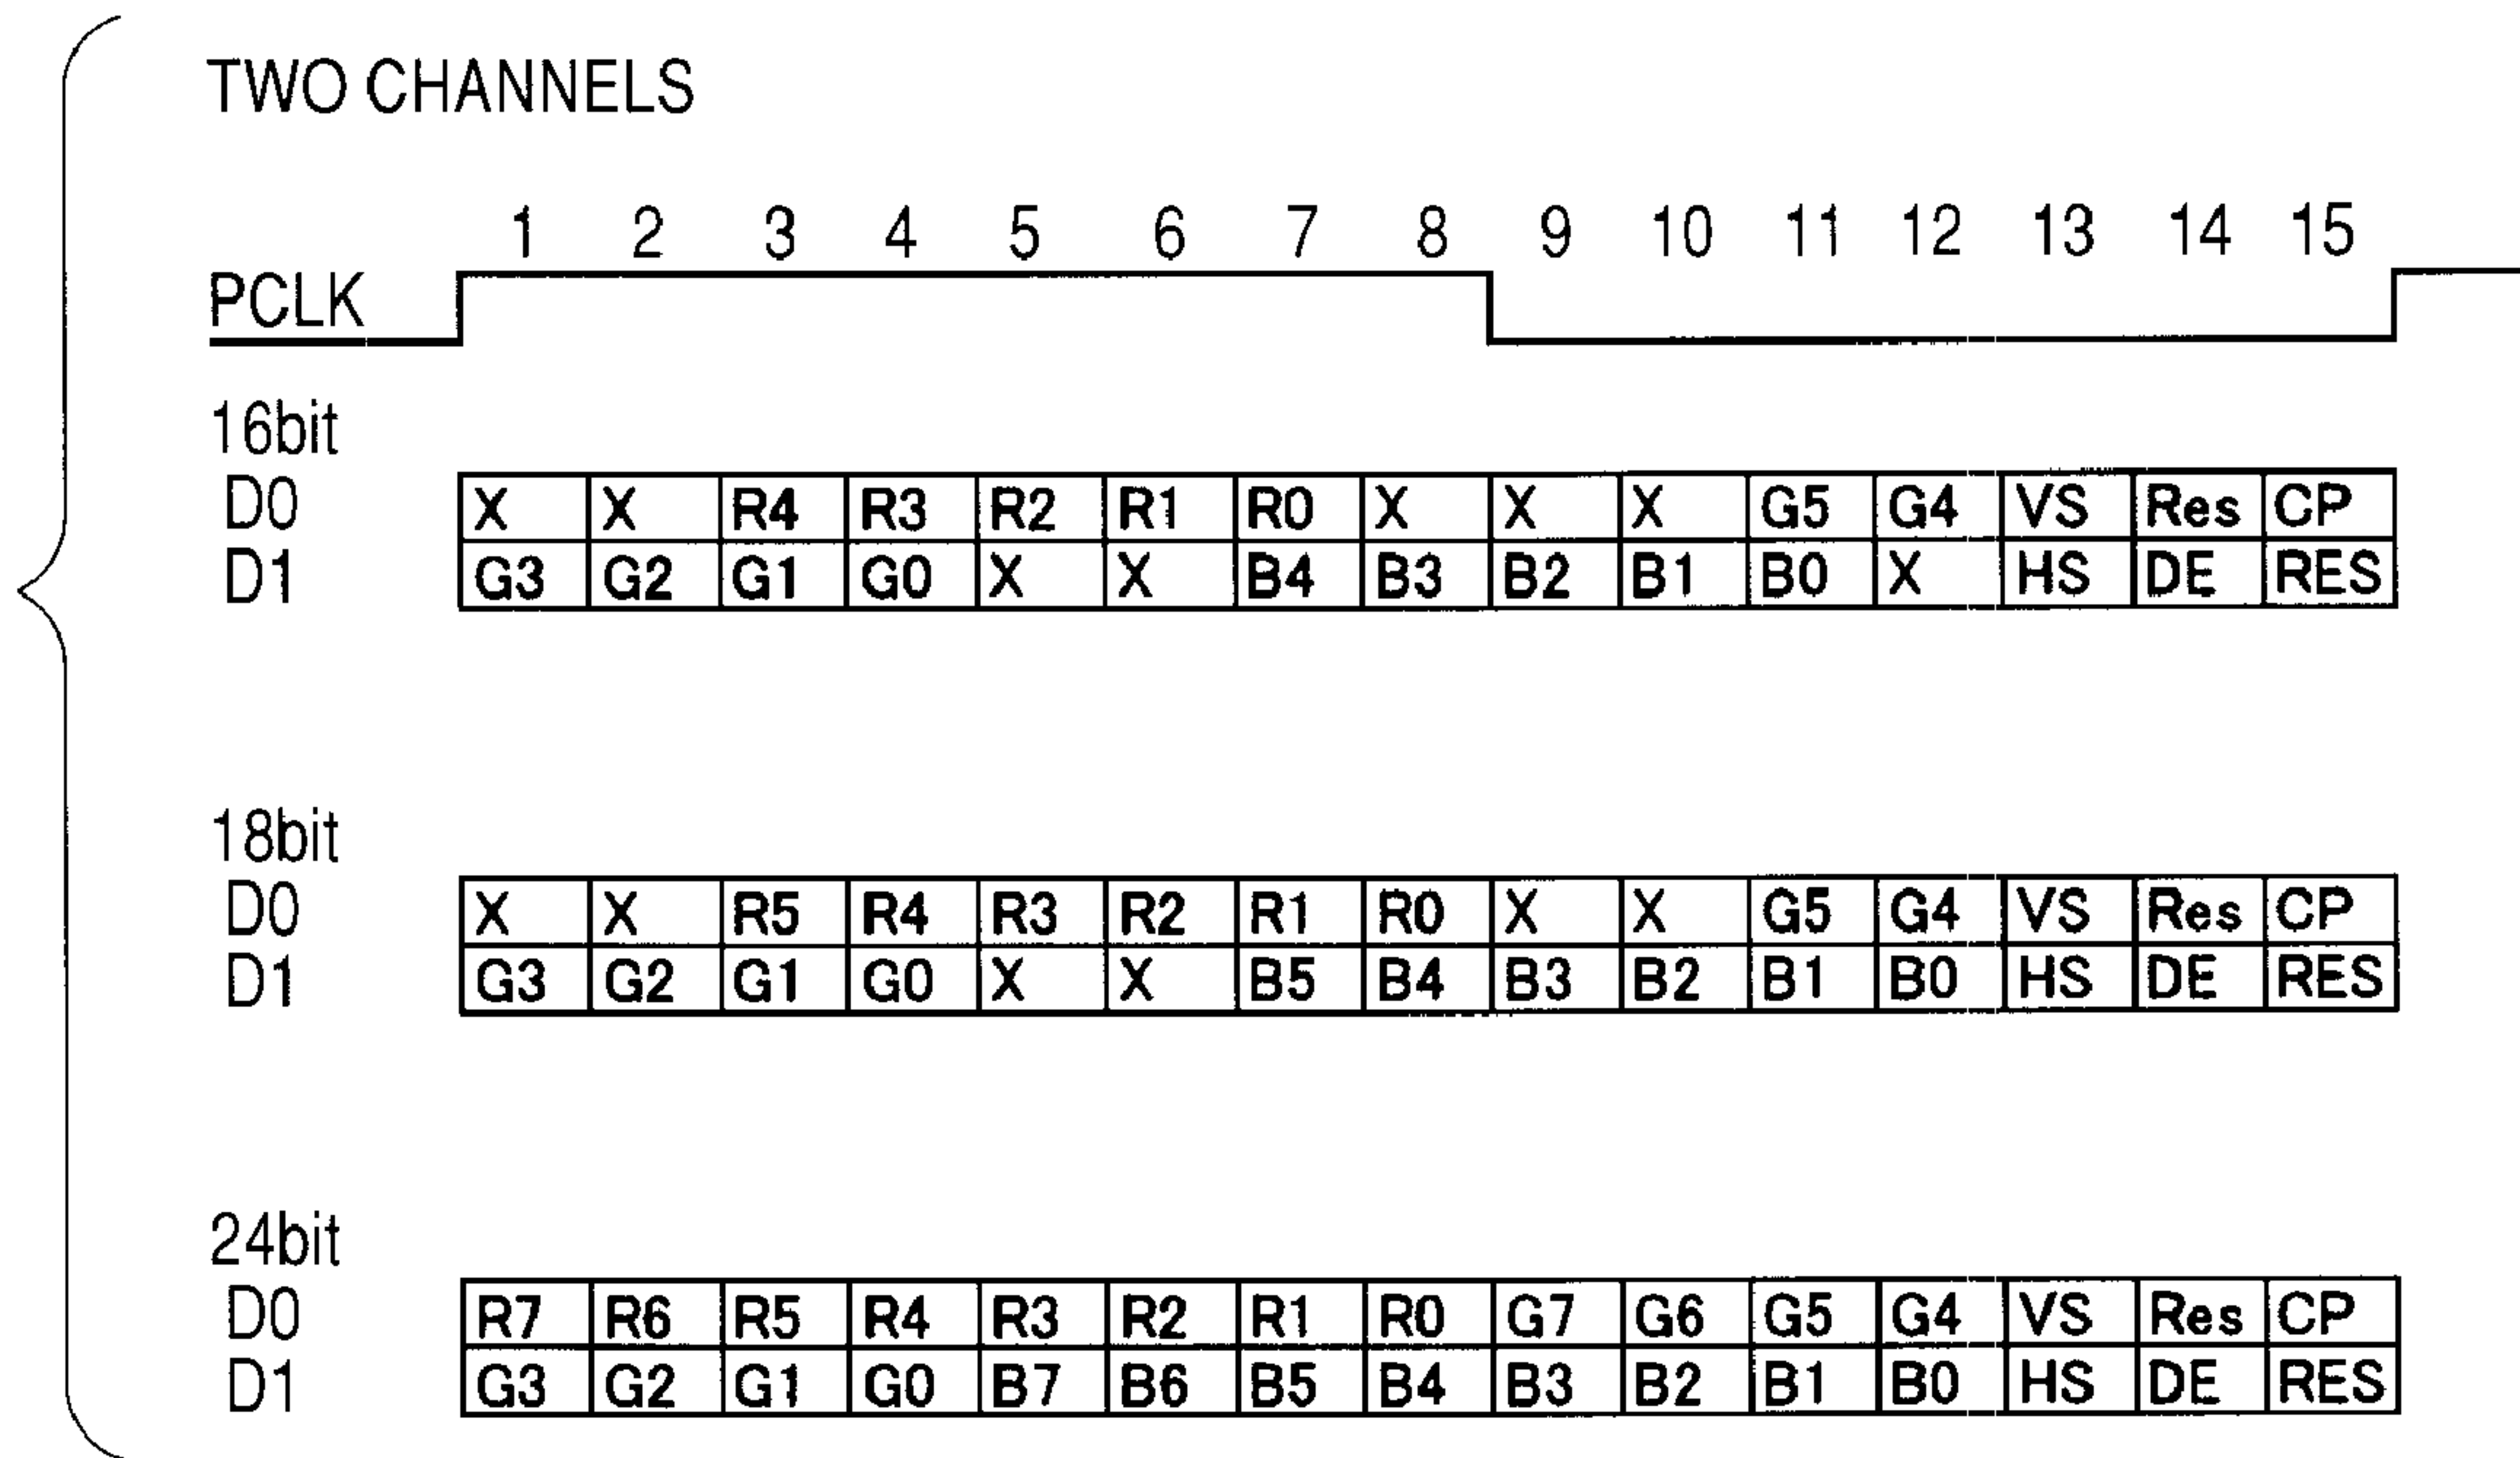 TWO CHANNELS
1 2 3 4 5 6 7 8 9 10 11 12 13 14 15
PCLK
16bit
D0 X X R4 R3 R2 R1 R0 X X X G5 G4 VS Res CP
D1 G3 G2 G1 G0 X X B4 B3 B2 B1 B0 X HS DE RES
18bit
D0 X X R5 R4 R3 R2 R1 R0 X X G5 G4 VS Res CP
D1 G3 G2 G1 G0 X X B5 B4 B3 B2 B1 B0 HS DE RES
24bit
D0 R7 R6 R5 R4 R3 R2 R1 R0 G7 G6 G5 G4 VS Res CP
D1 G3 G2 G1 G0 B7 B6 B5 B4 B3 B2 B1 B0 HS DE RES